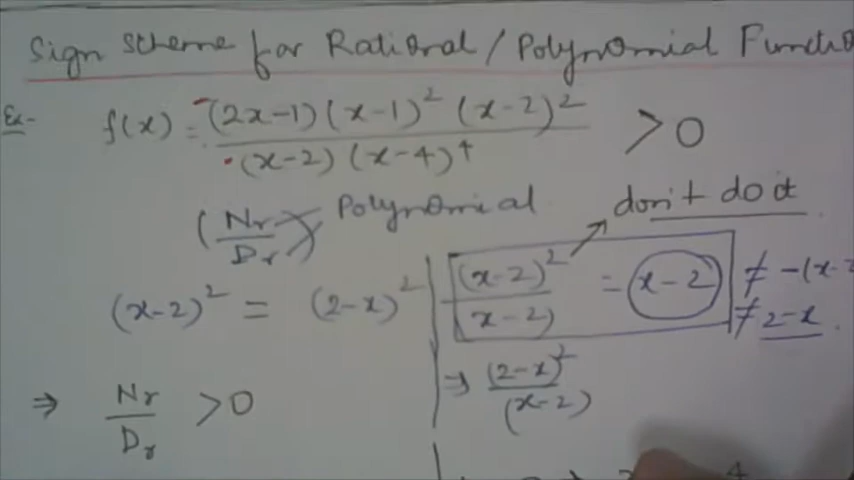 Sign Scheme for Rational / Polynomial Functio
Ex- f(x) = (2x-1)(x-1)² (x-2)² / (x-2) (x-4)⁴ > 0
(Nr / Dr) Polynomial
don't do it
(x-2)² = (2-x)²
(x-2)² / (x-2) = x-2 ≠ -(x-2
≠ 2-x
⇒ (2-x)² / (x-2)
⇒ Nr / Dr > 0